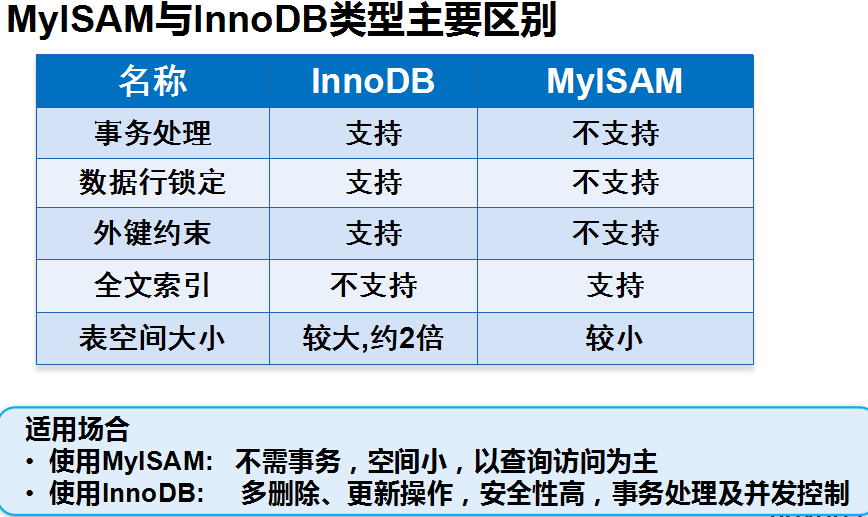 MyISAM与InnoDB类型主要区别
名称 InnoDB MyISAM
事务处理 支持 不支持
数据行锁定 支持 不支持
外键约束 支持 不支持
全文索引 不支持 支持
表空间大小 较大,约2倍 较小
适用场合
• 使用MyISAM: 不需事务，空间小，以查询访问为主
• 使用InnoDB: 多删除、更新操作，安全性高，事务处理及并发控制